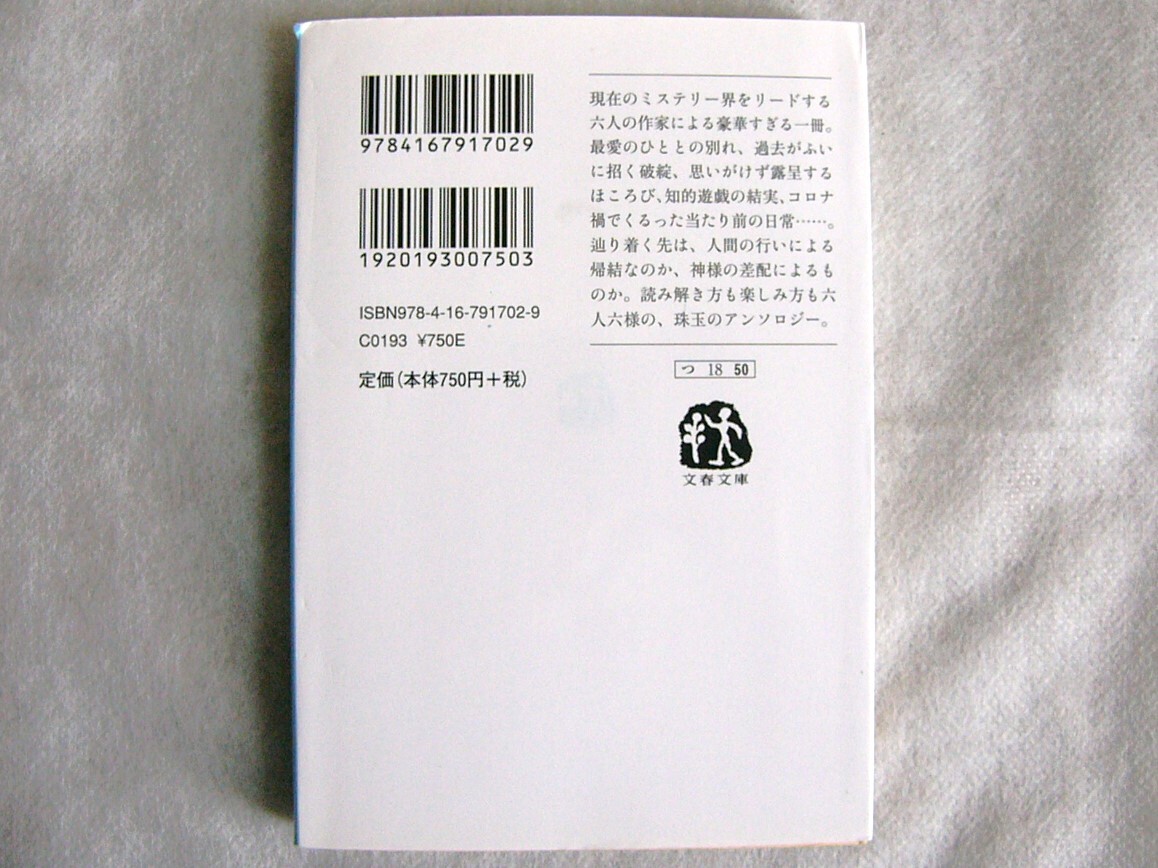 9784167917029
1920193007503
ISBN978-4-16-791702-9
C0193 ¥750E
定価(本体750円+税)
現在のミステリー界をリードする
六人の作家による豪華すぎる一冊。
最愛のひととの別れ、過去がふい
に招く破綻、思いがけず露呈する
ほころび、知的遊戯の結実、コロナ
禍でくるった当たり前の日常……。
辿り着く先は、人間の行いによる
帰結なのか、神様の差配によるも
のか。読み解き方も楽しみ方も六
人六様の、珠玉のアンソロジー。
つ 18 50
文春文庫